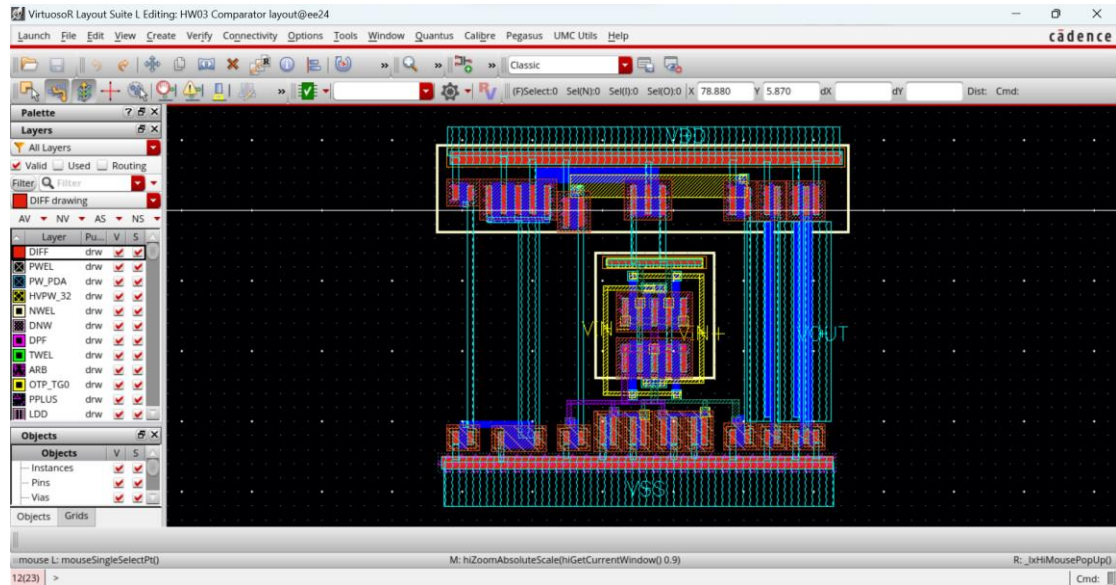 VirtuosoR Layout Suite L Editing: HW03 Comparator layout@ee24
Launch File Edit View Create Verify Connectivity Options Tools Window Quantus Calibre Pegasus UMC Utils Help
cādence
» » » Classic
» (F)Select:0 Sel(N):0 Sel(I):0 Sel(O):0 X 78.880 Y 5.870 dX dY Dist: Cmd:
Palette ? X
Layers
All Layers
Valid Used Routing
Filter Filter
DIFF drawing
AV NV AS NS
Layer Pu... V S
DIFF drw
PWEL drw
PW_PDA drw
HVPW_32 drw
NWEL drw
DNW drw
DPF drw
TWEL drw
ARB drw
OTP_TG0 drw
PPLUS drw
LDD drw
Objects
Objects V S
Instances
Pins
Vias
Objects Grids
VDD
VIN+
VOUT
VSS
mouse L: mouseSingleSelectPt() M: hiZoomAbsoluteScale(hiGetCurrentWindow() 0.9) R: _lxHiMousePopUp()
12(23) > Cmd: